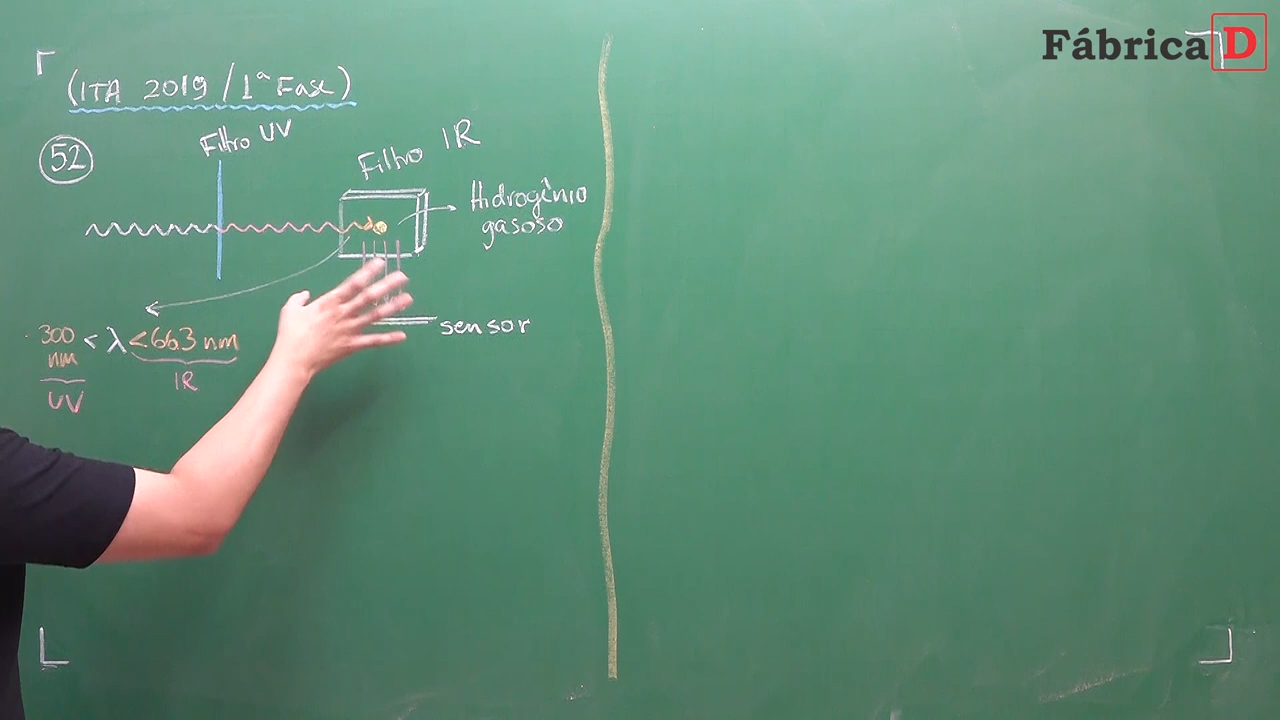 Fábrica D
(ITA 2019 / 1ª Fase)
52
Filtro UV
Filtro IR
Hidrogênio
gasoso
sensor
300 nm < λ < 663 nm
UV
IR